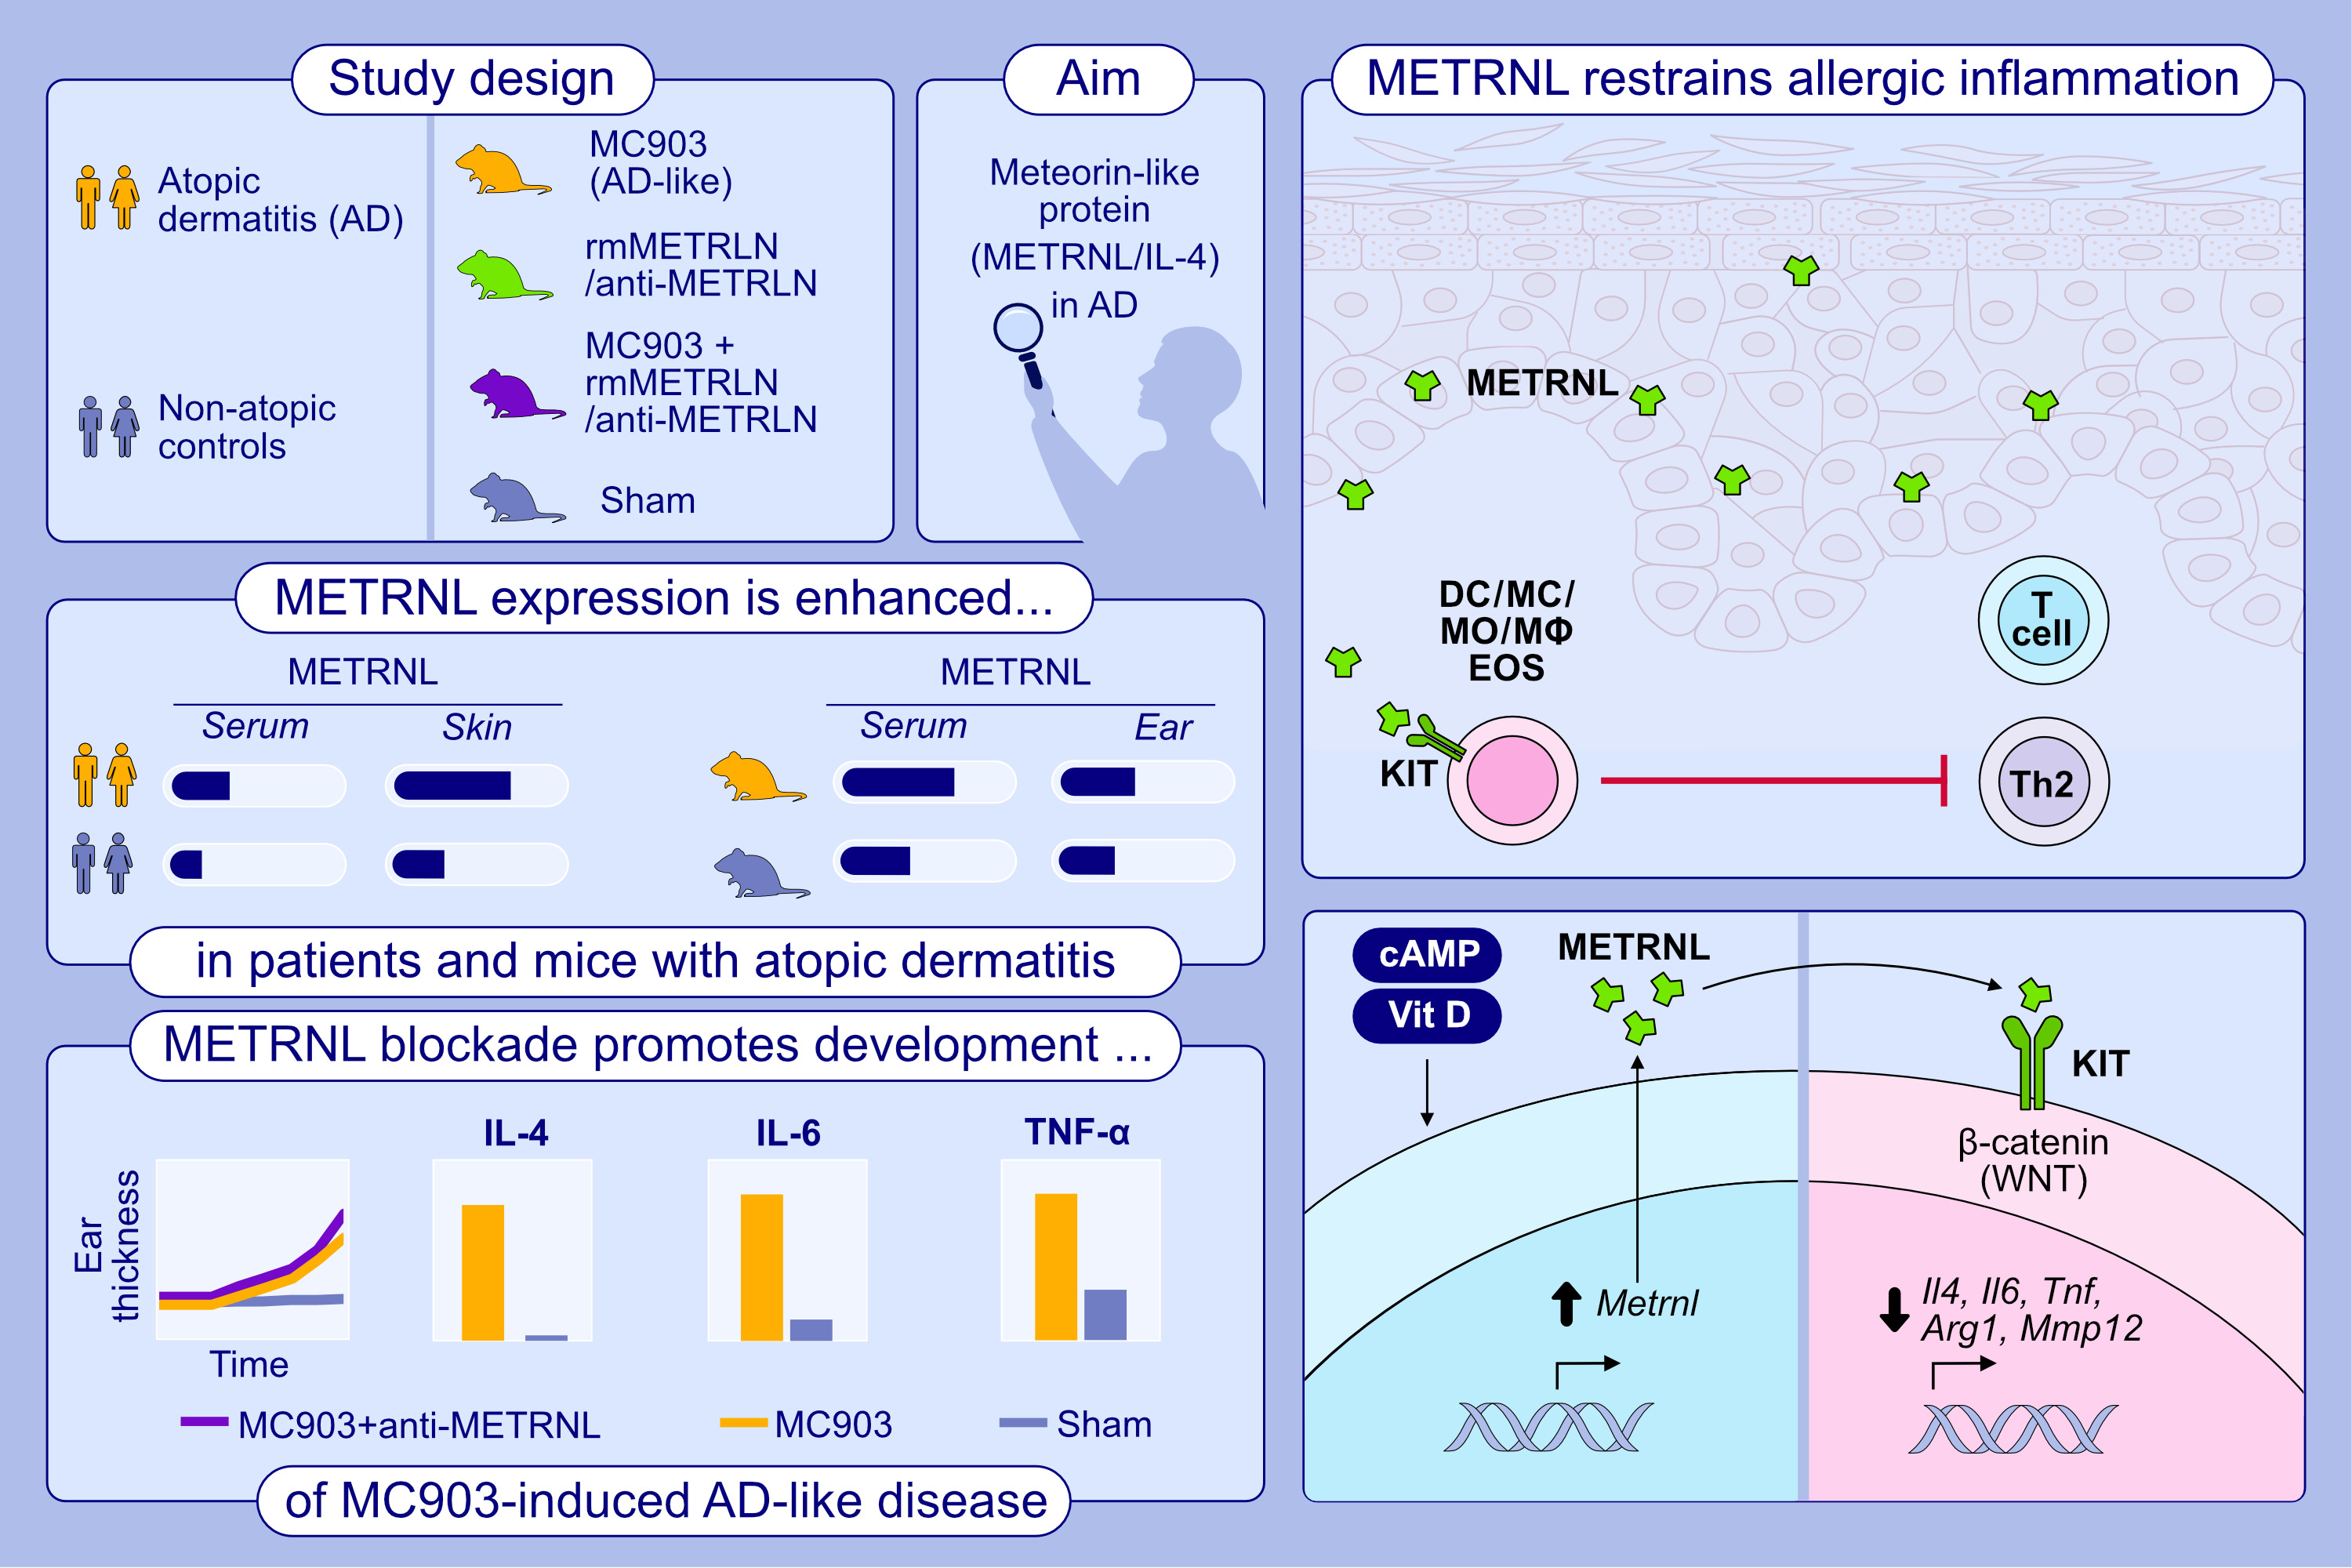 Study design
Atopic
dermatitis (AD)
Non-atopic
controls
MC903
(AD-like)
rmMETRLN
/anti-METRLN
MC903 +
rmMETRLN
/anti-METRLN
Sham
Aim
Meteorin-like
protein
(METRNL/IL-4)
in AD
METRNL expression is enhanced...
METRNL
Serum Skin
METRNL
Serum Ear
in patients and mice with atopic dermatitis
METRNL blockade promotes development ...
Ear
thickness
Time
IL-4
IL-6
TNF-α
MC903+anti-METRNL
MC903
Sham
of MC903-induced AD-like disease
METRNL restrains allergic inflammation
METRNL
DC/MC/
MO/MΦ
EOS
KIT
T
cell
Th2
cAMP
Vit D
METRNL
Metrnl
KIT
β-catenin
(WNT)
Il4, Il6, Tnf,
Arg1, Mmp12